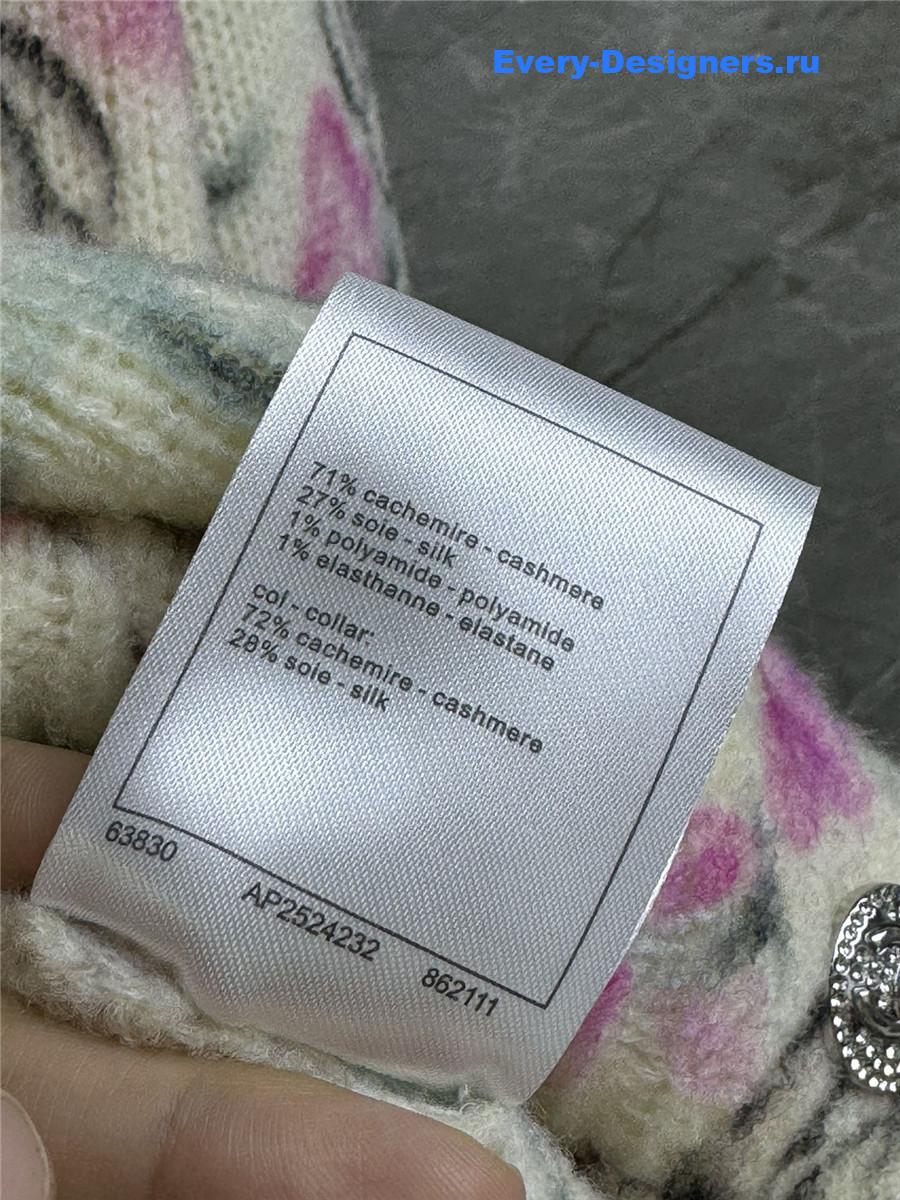 Every-Designers.ru
71% cachemire - cashmere
27% soie - silk
1% polyamide - polyamide
1% elasthanne - elastane
col - collar:
72% cachemire - cashmere
28% soie - silk
63830
AP2524232
862111